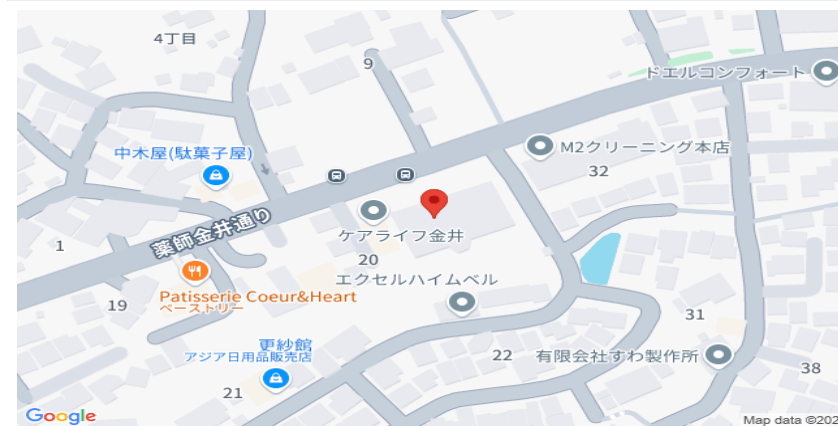 4丁目
9
ドエルコンフォート
中木屋(駄菓子屋)
M2クリーニング本店
32
薬師金井通り
ケアライフ金井
1
20
エクセルハイムベル
Patisserie Coeur&Heart
ペーストリー
19
31
更紗館
アジア日用品販売店
22
有限会社すわ製作所
38
21
Google
Map data ©202